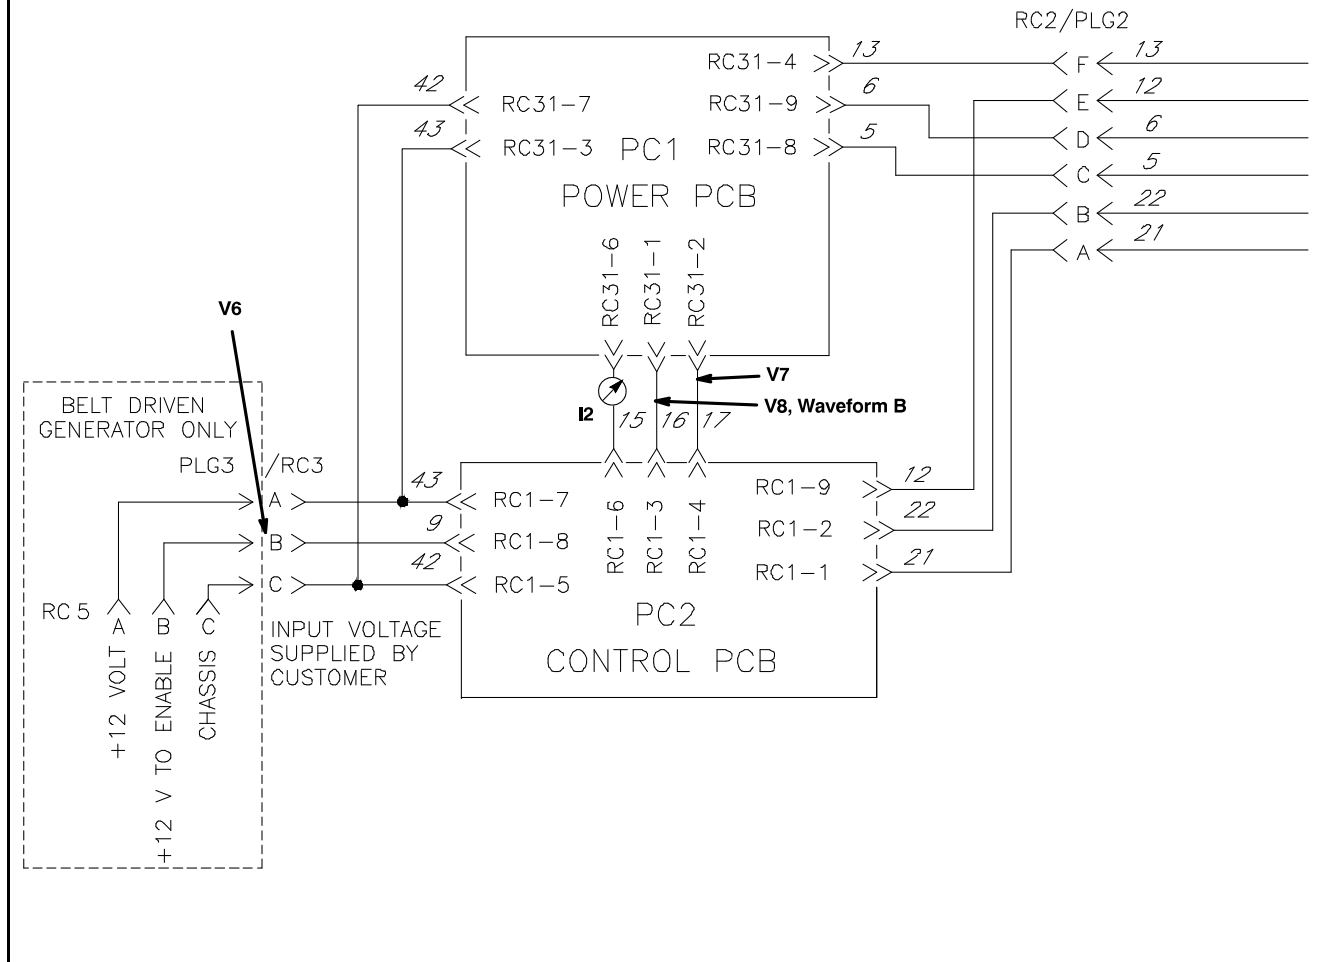 RC2/PLG2
RC31-4
13
F
13
42
RC31-7
RC31-9
6
E
12
43
RC31-3
PC1
RC31-8
5
D
6
POWER PCB
C
5
B
22
A
21
RC31-6
RC31-1
RC31-2
V6
V7
V8, Waveform B
I2
15
16
17
BELT DRIVEN
GENERATOR ONLY
PLG3
/RC3
A
43
RC1-7
B
9
RC1-8
C
42
RC1-5
RC1-6
RC1-3
RC1-4
RC1-9
12
RC1-2
22
RC1-1
21
PC2
CONTROL PCB
RC5
A
B
C
+12 VOLT
+12 V TO ENABLE
CHASSIS
INPUT VOLTAGE
SUPPLIED BY
CUSTOMER